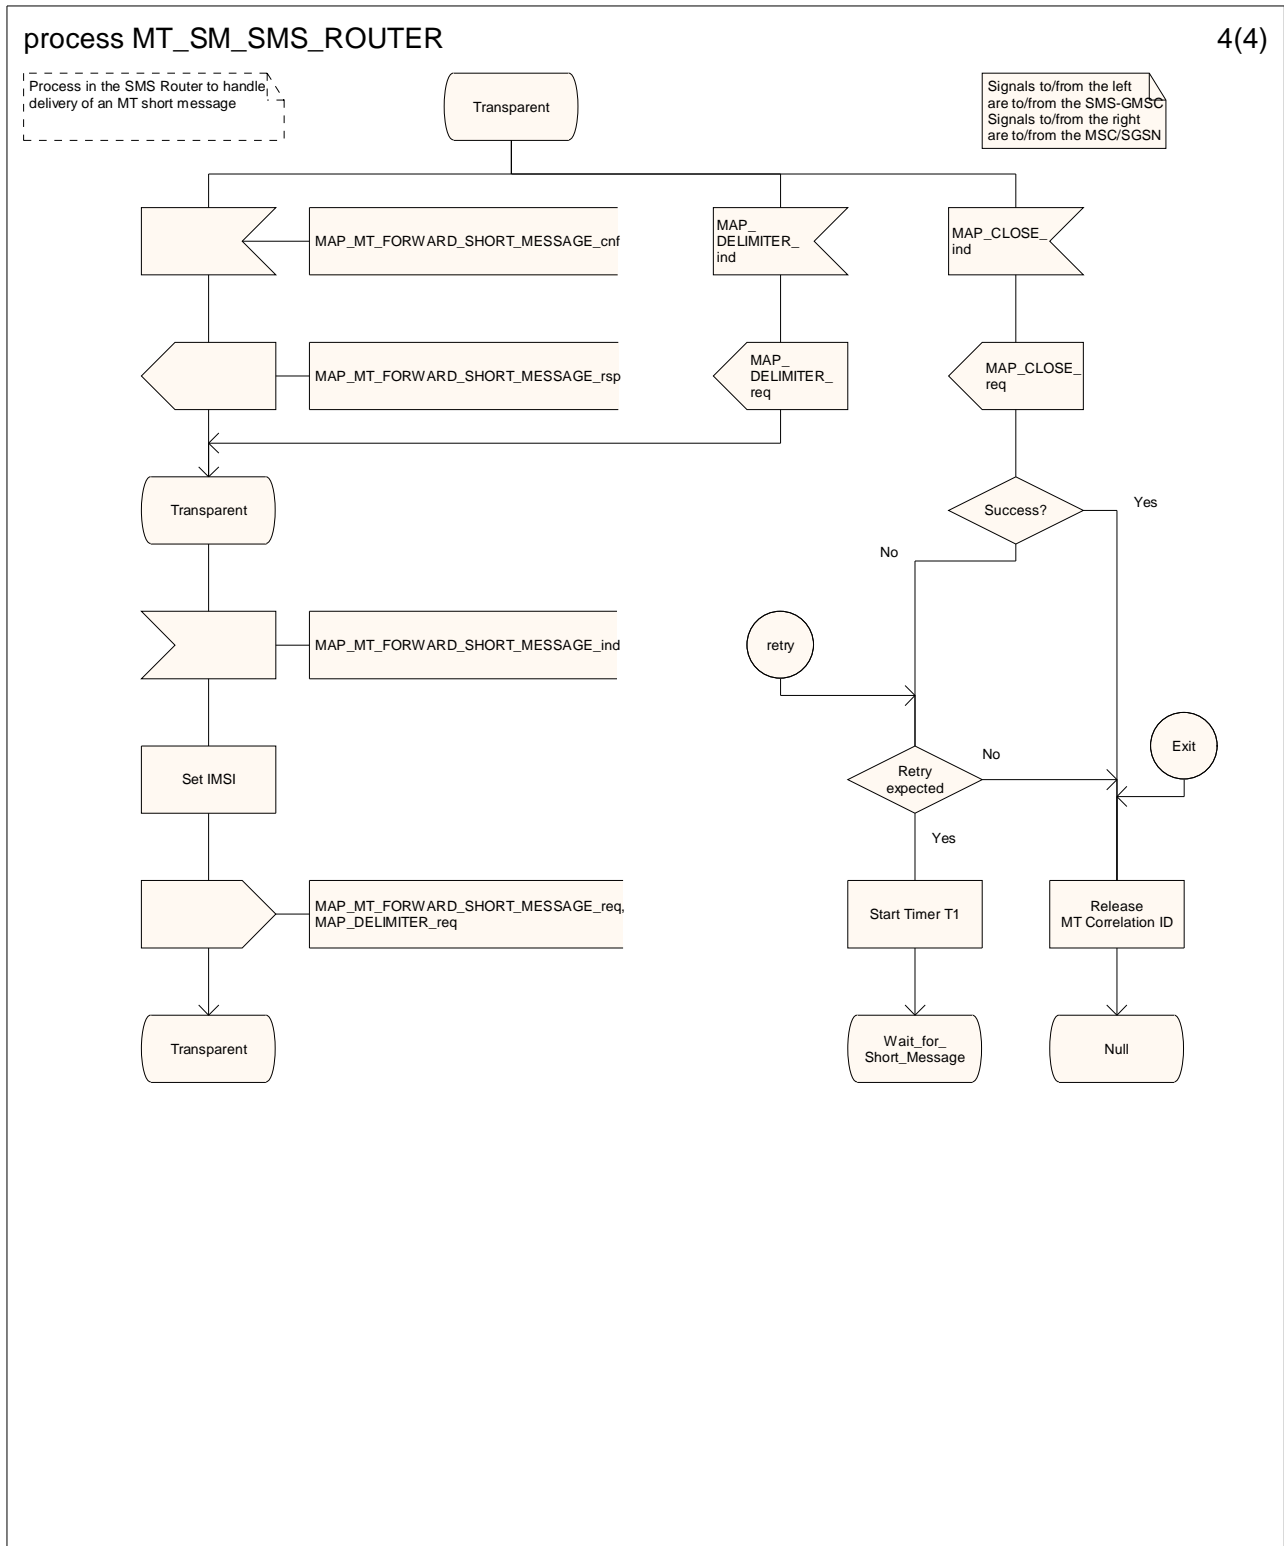 process MT_SM_SMS_ROUTER
4(4)
Process in the SMS Router to handle
delivery of an MT short message
Transparent
Signals to/from the left
are to/from the SMS-GMSC
Signals to/from the right
are to/from the MSC/SGSN
MAP_MT_FORWARD_SHORT_MESSAGE_cnf
MAP_
DELIMITER_
ind
MAP_CLOSE_
ind
MAP_MT_FORWARD_SHORT_MESSAGE_rsp
MAP_
DELIMITER_
req
MAP_CLOSE_
req
Transparent
Success?
Yes
No
MAP_MT_FORWARD_SHORT_MESSAGE_ind
retry
Set IMSI
Retry
expected
No
Exit
Yes
MAP_MT_FORWARD_SHORT_MESSAGE_req,
MAP_DELIMITER_req
Start Timer T1
Release
MT Correlation ID
Transparent
Wait_for_
Short_Message
Null